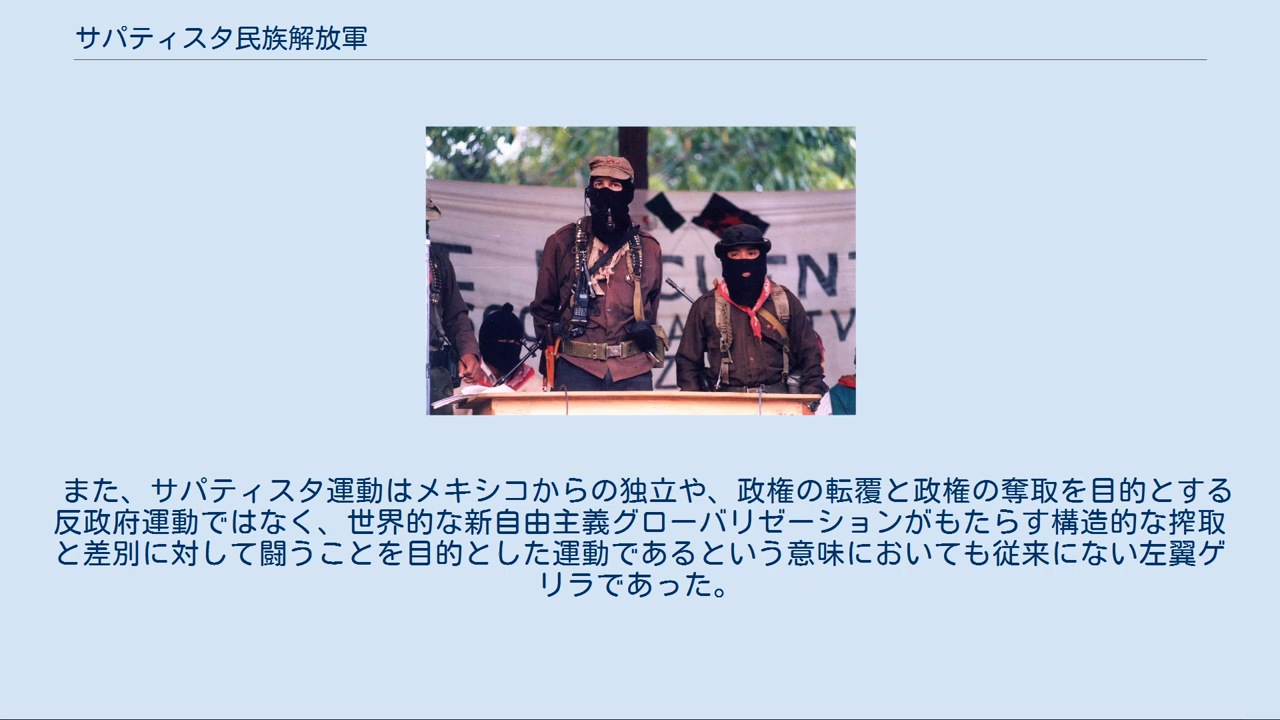 サパティスタ民族解放軍
また、サパティスタ運動はメキシコからの独立や、政権の転覆と政権の奪取を目的とする
反政府運動ではなく、世界的な新自由主義グローバリゼーションがもたらす構造的な搾取
と差別に対して闘うことを目的とした運動であるという意味においても従来にない左翼ゲ
リラであった。